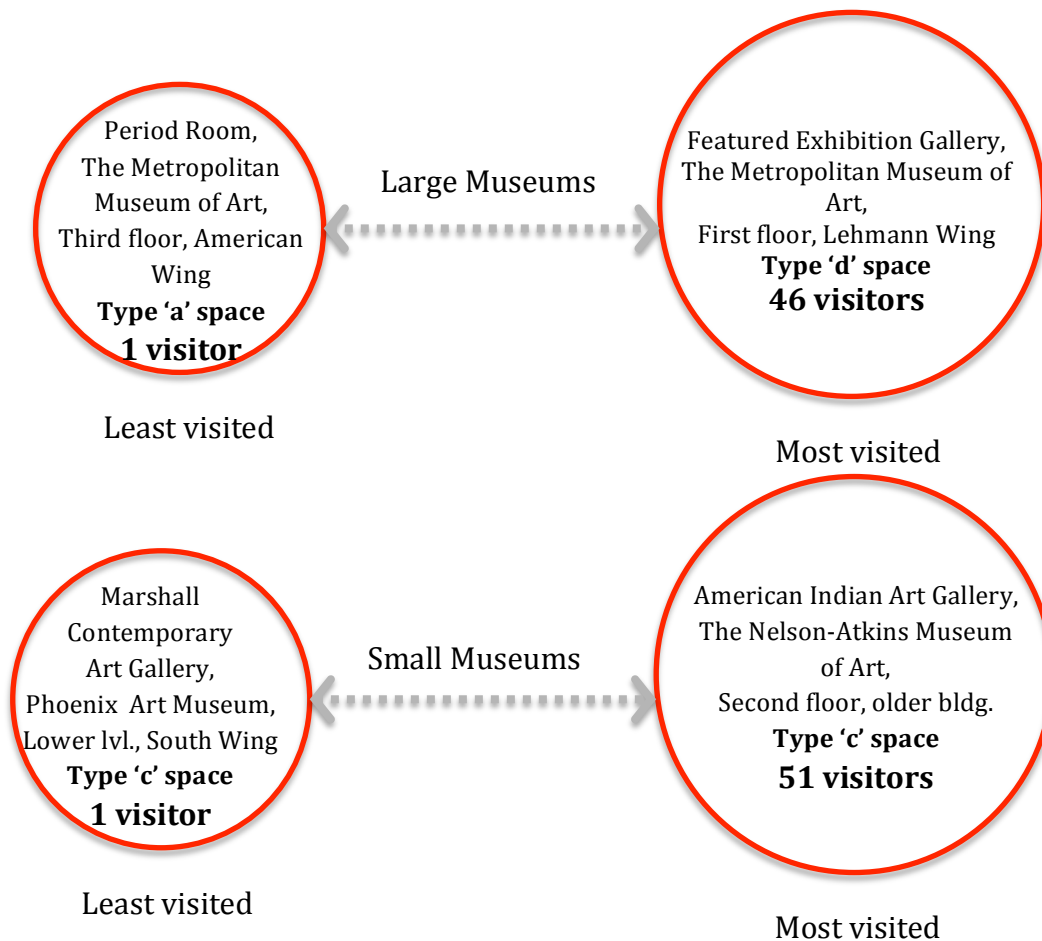 Period Room,
The Metropolitan
Museum of Art,
Third floor, American
Wing
Type ‘a’ space
1 visitor
Least visited
Large Museums
Featured Exhibition Gallery,
The Metropolitan Museum of
Art,
First floor, Lehmann Wing
Type ‘d’ space
46 visitors
Most visited
Marshall
Contemporary
Art Gallery,
Phoenix Art Museum,
Lower lvl., South Wing
Type ‘c’ space
1 visitor
Least visited
Small Museums
American Indian Art Gallery,
The Nelson-Atkins Museum
of Art,
Second floor, older bldg.
Type ‘c’ space
51 visitors
Most visited